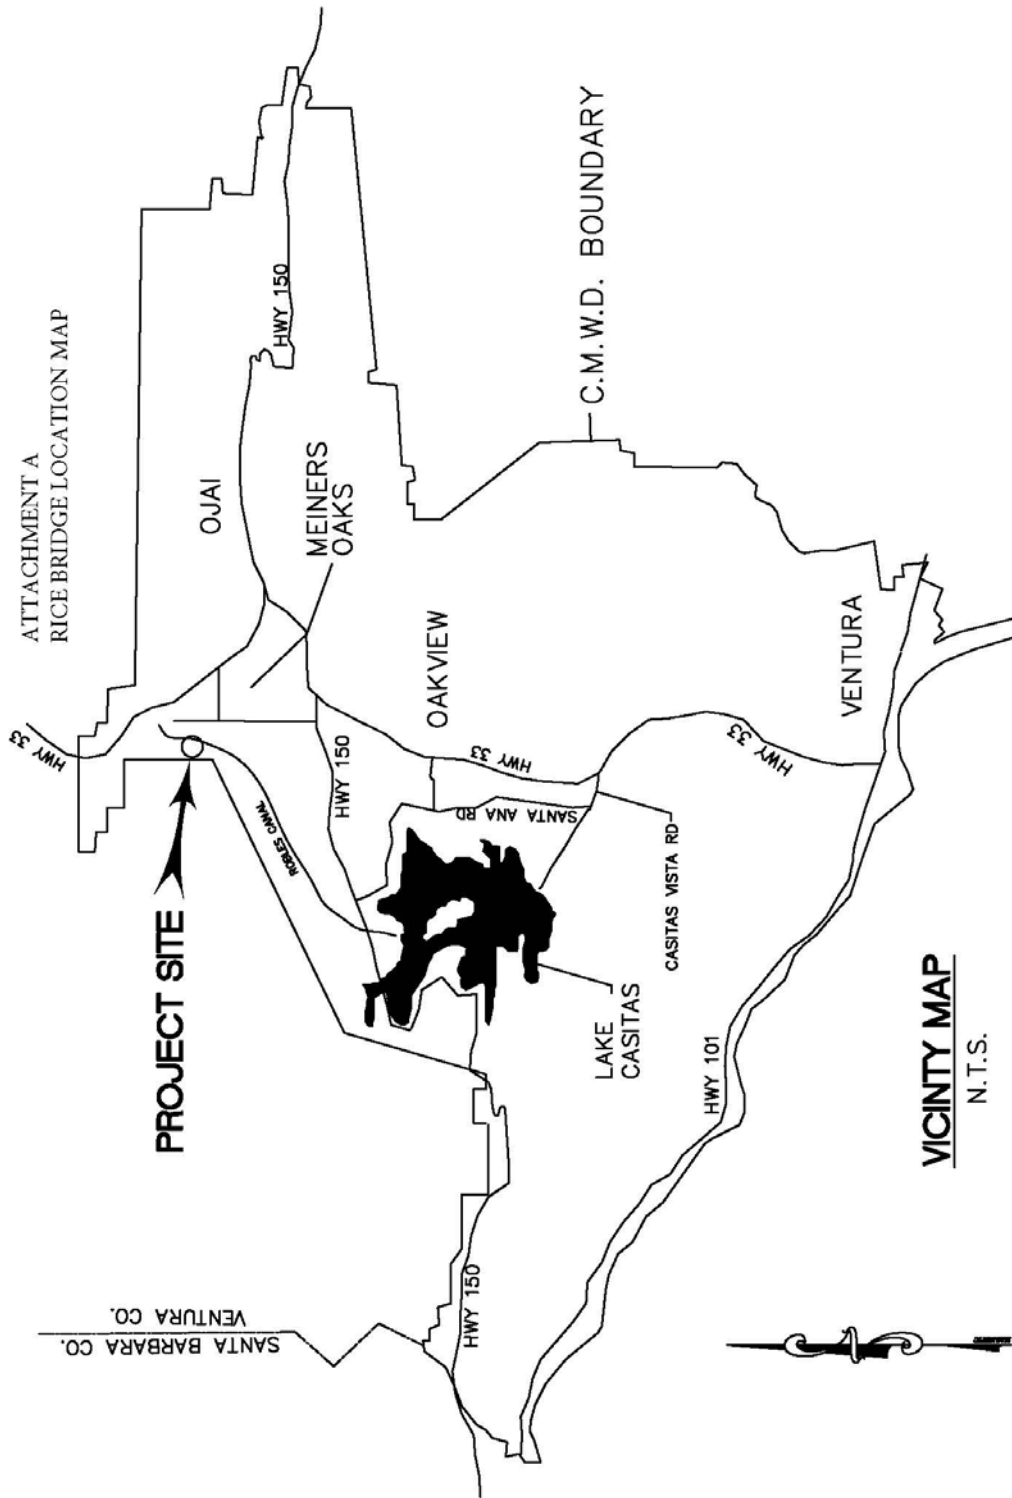 ATTACHMENT A
RICE BRIDGE LOCATION MAP
HWY 33
OJAI
HWY 150
MEINERS
OAKS
PROJECT SITE
ROBLES CANAL
HWY 150
OAKVIEW
HWY 33
SANTA ANA RD
C.M.W.D. BOUNDARY
LAKE
CASITAS
CASITAS VISTA RD
HWY 33
VENTURA
HWY 101
HWY 150
SANTA BARBARA CO.
VENTURA CO.
VICINTY MAP
N.T.S.